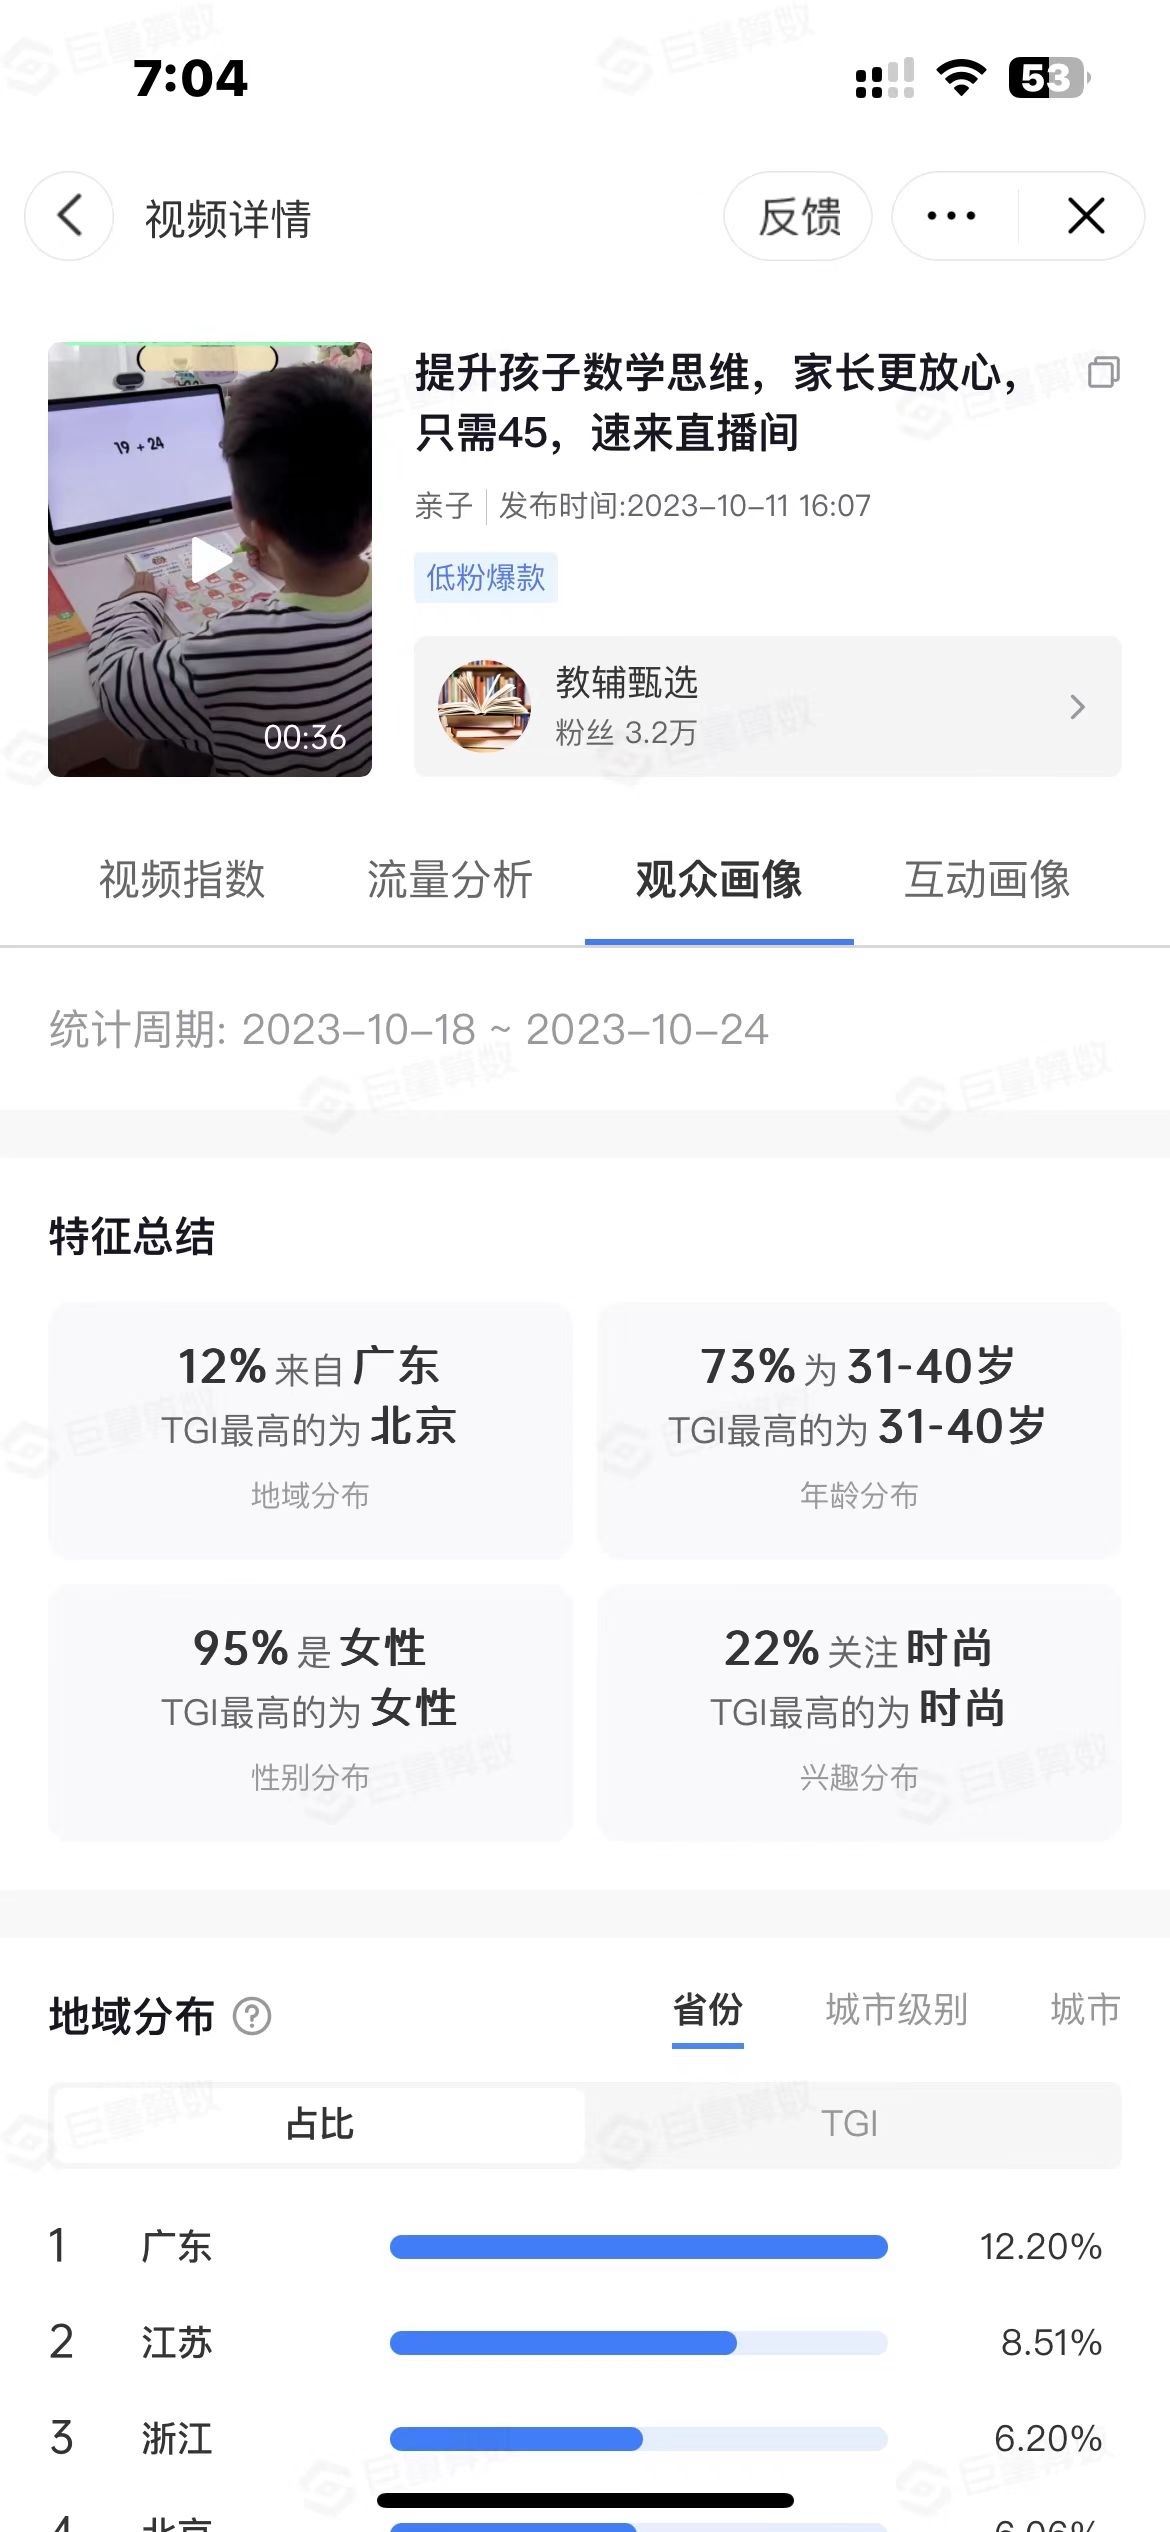 7:04
53
视频详情
反馈
提升孩子数学思维，家长更放心，
只需45，速来直播间
亲子
发布时间:2023-10-11 16:07
低粉爆款
19 + 24
00:36
教辅甄选
粉丝 3.2万
视频指数
流量分析
观众画像
互动画像
统计周期: 2023-10-18 ~ 2023-10-24
特征总结
12% 来自 广东
TGI最高的为 北京
地域分布
73% 为 31-40岁
TGI最高的为 31-40岁
年龄分布
95% 是 女性
TGI最高的为 女性
性别分布
22% 关注 时尚
TGI最高的为 时尚
兴趣分布
地域分布 ?
省份
城市级别
城市
占比
TGI
1 广东 12.20%
2 江苏 8.51%
3 浙江 6.20%
4 北京 6.06%
巨量算数